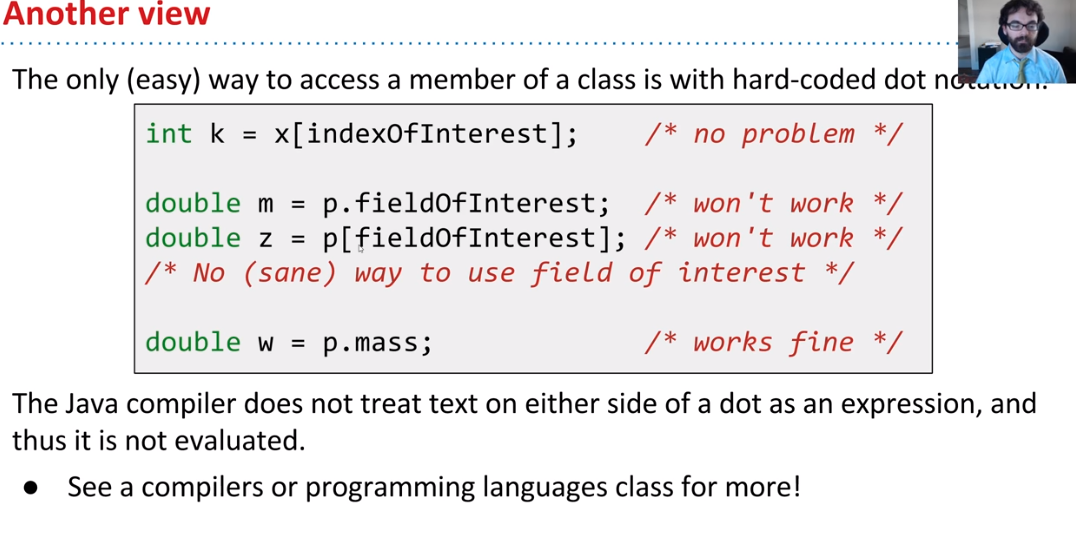 Another view
The only (easy) way to access a member of a class is with hard-coded dot notation.
int k = x[indexOfInterest]; /* no problem */
double m = p.fieldOfInterest; /* won't work */
double z = p[fieldOfInterest]; /* won't work */
/* No (sane) way to use field of interest */
double w = p.mass; /* works fine */
The Java compiler does not treat text on either side of a dot as an expression, and
thus it is not evaluated.
● See a compilers or programming languages class for more!